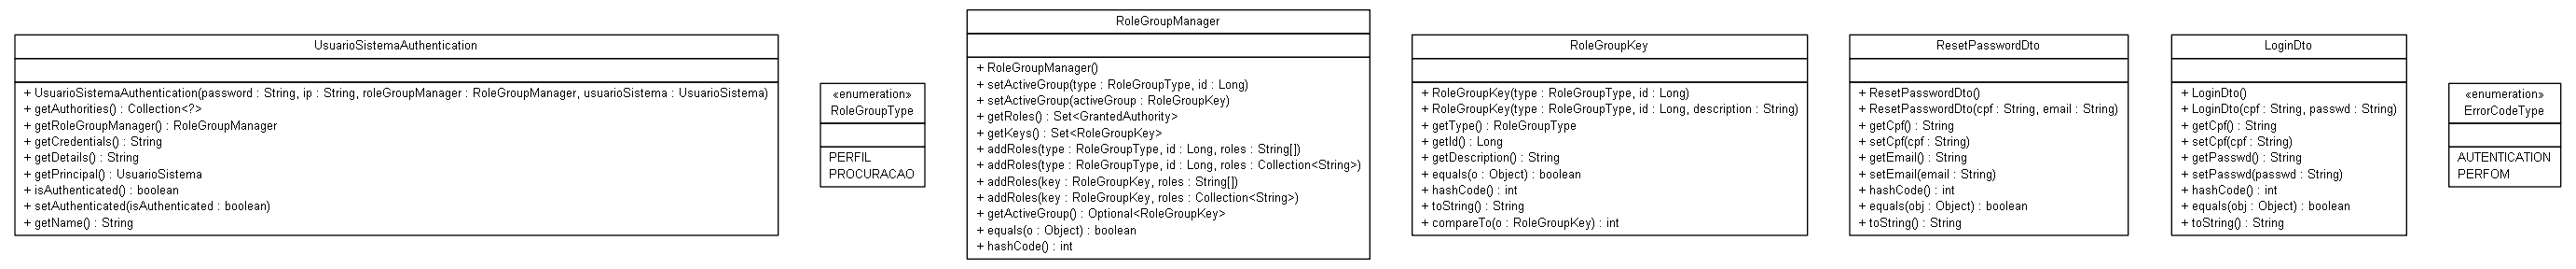 UsuarioSistemaAuthentication
+ UsuarioSistemaAuthentication(password : String, ip : String, roleGroupManager : RoleGroupManager, usuarioSistema : UsuarioSistema)
+ getAuthorities() : Collection<?>
+ getRoleGroupManager() : RoleGroupManager
+ getCredentials() : String
+ getDetails() : String
+ getPrincipal() : UsuarioSistema
+ isAuthenticated() : boolean
+ setAuthenticated(isAuthenticated : boolean)
+ getName() : String
«enumeration»
RoleGroupType
PERFIL
PROCURACAO
RoleGroupManager
+ RoleGroupManager()
+ setActiveGroup(type : RoleGroupType, id : Long)
+ setActiveGroup(activeGroup : RoleGroupKey)
+ getRoles() : Set<GrantedAuthority>
+ getKeys() : Set<RoleGroupKey>
+ addRoles(type : RoleGroupType, id : Long, roles : String[])
+ addRoles(type : RoleGroupType, id : Long, roles : Collection<String>)
+ addRoles(key : RoleGroupKey, roles : String[])
+ addRoles(key : RoleGroupKey, roles : Collection<String>)
+ getActiveGroup() : Optional<RoleGroupKey>
+ equals(o : Object) : boolean
+ hashCode() : int
RoleGroupKey
+ RoleGroupKey(type : RoleGroupType, id : Long)
+ RoleGroupKey(type : RoleGroupType, id : Long, description : String)
+ getType() : RoleGroupType
+ getId() : Long
+ getDescription() : String
+ equals(o : Object) : boolean
+ hashCode() : int
+ toString() : String
+ compareTo(o : RoleGroupKey) : int
ResetPasswordDto
+ ResetPasswordDto()
+ ResetPasswordDto(cpf : String, email : String)
+ getCpf() : String
+ setCpf(cpf : String)
+ getEmail() : String
+ setEmail(email : String)
+ hashCode() : int
+ equals(obj : Object) : boolean
+ toString() : String
LoginDto
+ LoginDto()
+ LoginDto(cpf : String, passwd : String)
+ getCpf() : String
+ setCpf(cpf : String)
+ getPasswd() : String
+ setPasswd(passwd : String)
+ hashCode() : int
+ equals(obj : Object) : boolean
+ toString() : String
«enumeration»
ErrorCodeType
AUTENTICATION
PERFOM